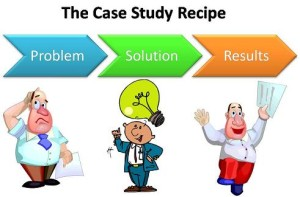 The Case Study Recipe
Problem
Solution
Results